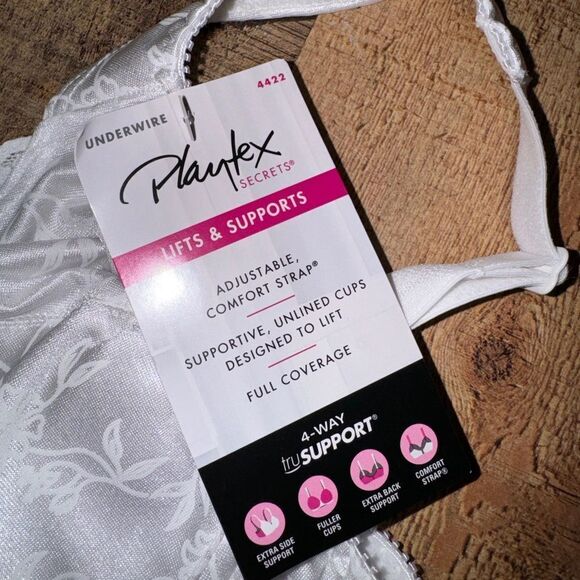 4422
UNDERWIRE
Playtex
SECRETS®
LIFTS & SUPPORTS
ADJUSTABLE,
COMFORT STRAP®
SUPPORTIVE, UNLINED CUPS
DESIGNED TO LIFT
FULL COVERAGE
4-WAY
truSUPPORT®
EXTRA SIDE
SUPPORT
FULLER
CUPS
EXTRA BACK
SUPPORT
COMFORT
STRAP®